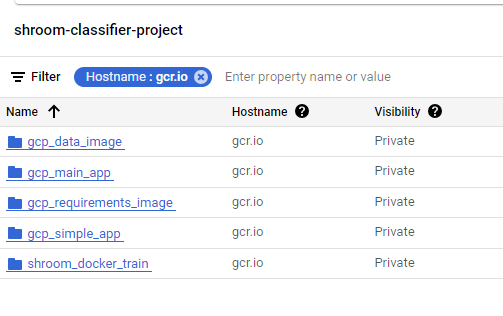 shroom-classifier-project
Filter Hostname : gcr.io Enter property name or value
Name Hostname Visibility
gcp_data_image gcr.io Private
gcp_main_app gcr.io Private
gcp_requirements_image gcr.io Private
gcp_simple_app gcr.io Private
shroom_docker_train gcr.io Private